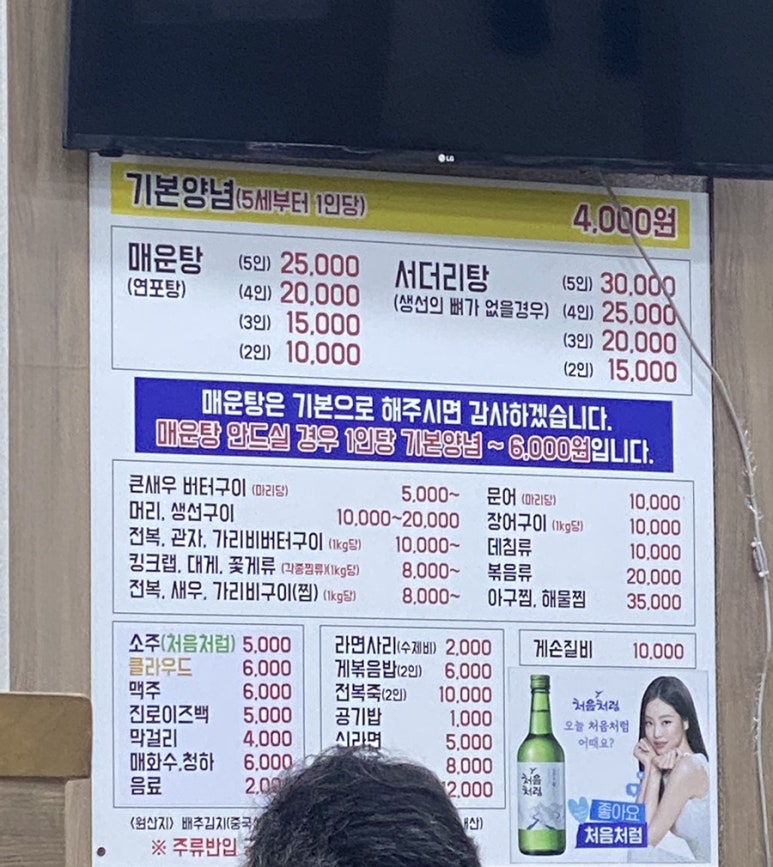 LG
기본양념(5세부터 1인당) 4,000원
매운탕 (5인) 25,000
(연포탕) (4인) 20,000
(3인) 15,000
(2인) 10,000
서더리탕 (5인) 30,000
(생선의 뼈가 없을경우) (4인) 25,000
(3인) 20,000
(2인) 15,000
매운탕은 기본으로 해주시면 감사하겠습니다.
매운탕 안드실 경우 1인당 기본양념 ~ 6,000원입니다.
큰새우 버터구이 (마리당) 5,000~
머리, 생선구이 10,000~20,000
전복, 관자, 가리비버터구이 (1kg당) 10,000~
킹크랩, 대게, 꽃게류 (각종찜류)(1kg당) 8,000~
전복, 새우, 가리비구이(찜) (1kg당) 8,000~
문어 (마리당) 10,000
장어구이 (1kg당) 10,000
데침류 10,000
볶음류 20,000
아구찜, 해물찜 35,000
소주(처음처럼) 5,000
클라우드 6,000
맥주 6,000
진로이즈백 5,000
막걸리 4,000
매화수,청하 6,000
음료
라면사리(수제비) 2,000
게볶음밥(2인) 6,000
전복죽(2인) 10,000
공기밥 1,000
신라면 5,000
8,000
게손질비 10,000
처음처럼
오늘 처음처럼
어때요?
처음
처럼
좋아요
처음처럼
〈원산지〉 배추김치(중국
※ 주류반입